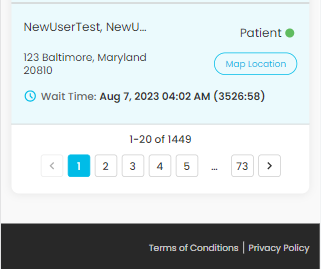 NewUserTest, NewU...
Patient
123 Baltimore, Maryland
20810
Map Location
Wait Time: Aug 7, 2023 04:02 AM (3526:58)
1-20 of 1449
< 1 2 3 4 5 ... 73 >
Terms of Conditions | Privacy Policy